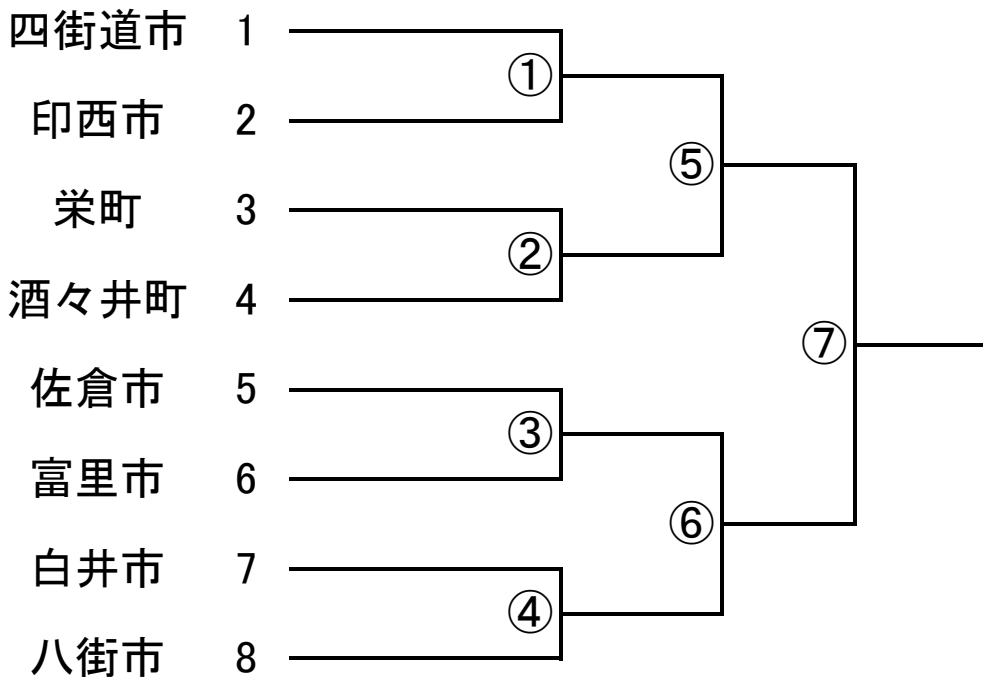 四街道市 1
①
印西市 2
⑤
栄町 3
②
酒々井町 4
⑦
佐倉市 5
③
富里市 6
⑥
白井市 7
④
八街市 8